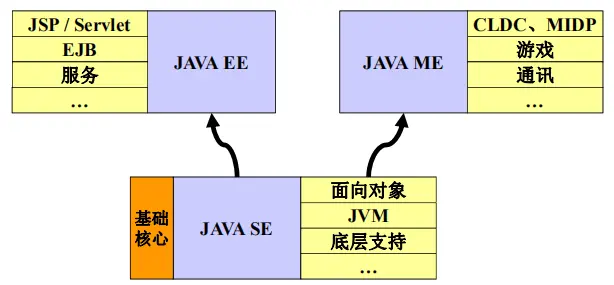 JSP / Servlet
EJB
服务
…
JAVA EE
JAVA ME
CLDC、MIDP
游戏
通讯
…
基础
核心
JAVA SE
面向对象
JVM
底层支持
…